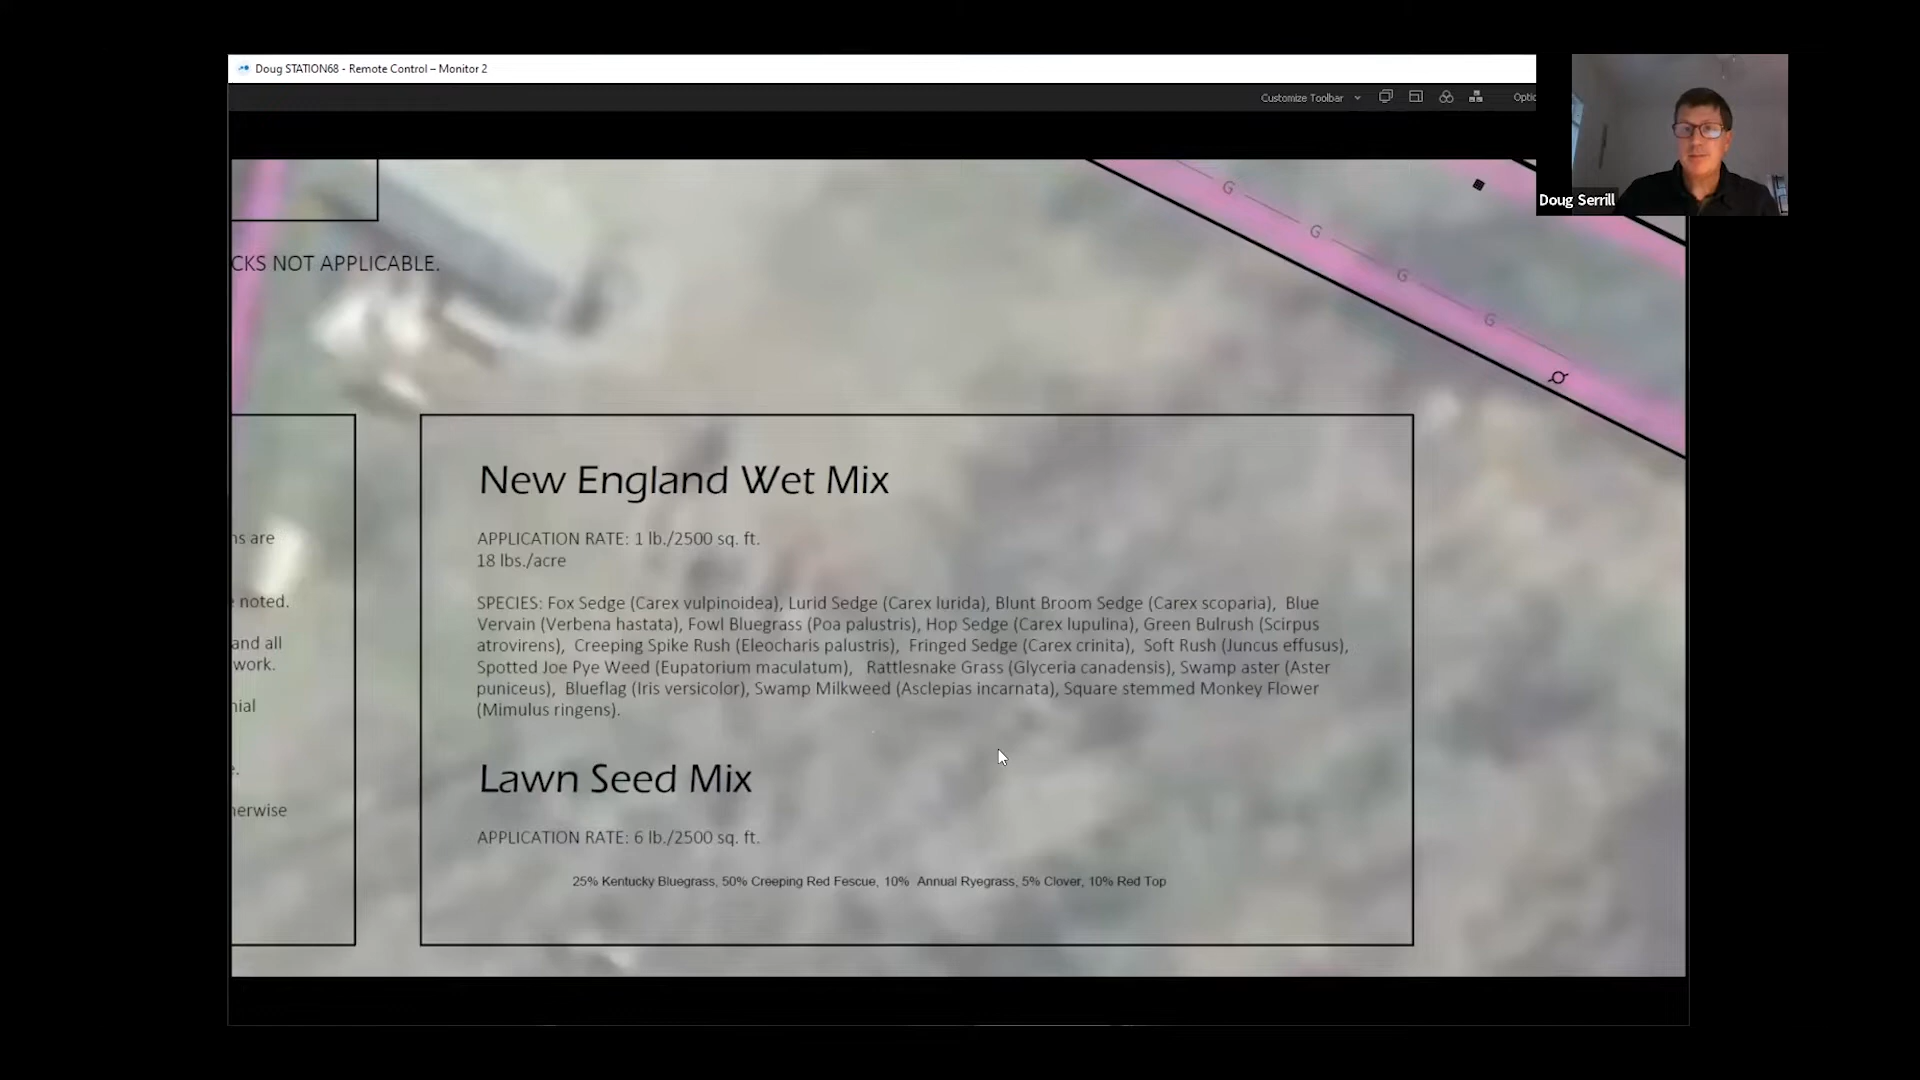 Doug STATION68 - Remote Control – Monitor 2
Customize Toolbar
Optio
Doug Serrill
G
G
G
G
CKS NOT APPLICABLE.
ns are
e noted.
and all
work.
nial
e.
herwise
New England Wet Mix
APPLICATION RATE: 1 lb./2500 sq. ft.
18 lbs./acre
SPECIES: Fox Sedge (Carex vulpinoidea), Lurid Sedge (Carex lurida), Blunt Broom Sedge (Carex scoparia), Blue
Vervain (Verbena hastata), Fowl Bluegrass (Poa palustris), Hop Sedge (Carex lupulina), Green Bulrush (Scirpus
atrovirens), Creeping Spike Rush (Eleocharis palustris), Fringed Sedge (Carex crinita), Soft Rush (Juncus effusus),
Spotted Joe Pye Weed (Eupatorium maculatum), Rattlesnake Grass (Glyceria canadensis), Swamp aster (Aster
puniceus), Blueflag (Iris versicolor), Swamp Milkweed (Asclepias incarnata), Square stemmed Monkey Flower
(Mimulus ringens).
Lawn Seed Mix
APPLICATION RATE: 6 lb./2500 sq. ft.
25% Kentucky Bluegrass, 50% Creeping Red Fescue, 10% Annual Ryegrass, 5% Clover, 10% Red Top